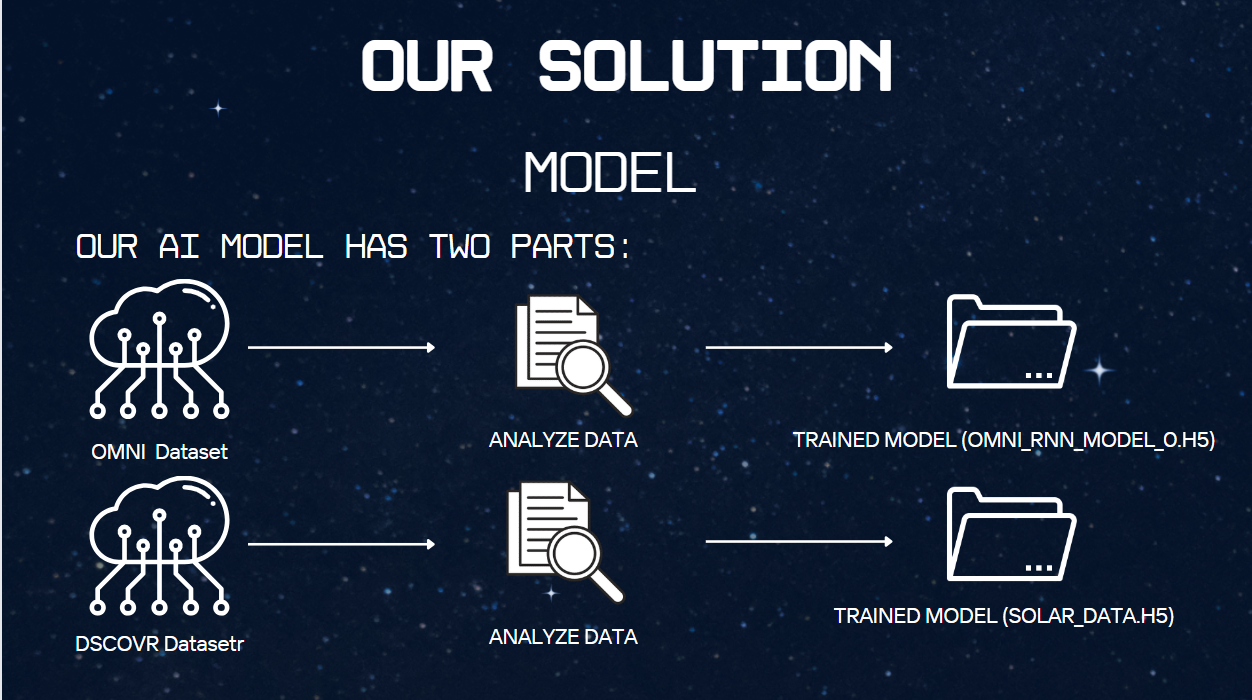 OUR SOLUTION
MODEL
OUR AI MODEL HAS TWO PARTS:
OMNI Dataset
ANALYZE DATA
TRAINED MODEL (OMNI_RNN_MODEL_0.H5)
DSCOVR Datasetr
ANALYZE DATA
TRAINED MODEL (SOLAR_DATA.H5)